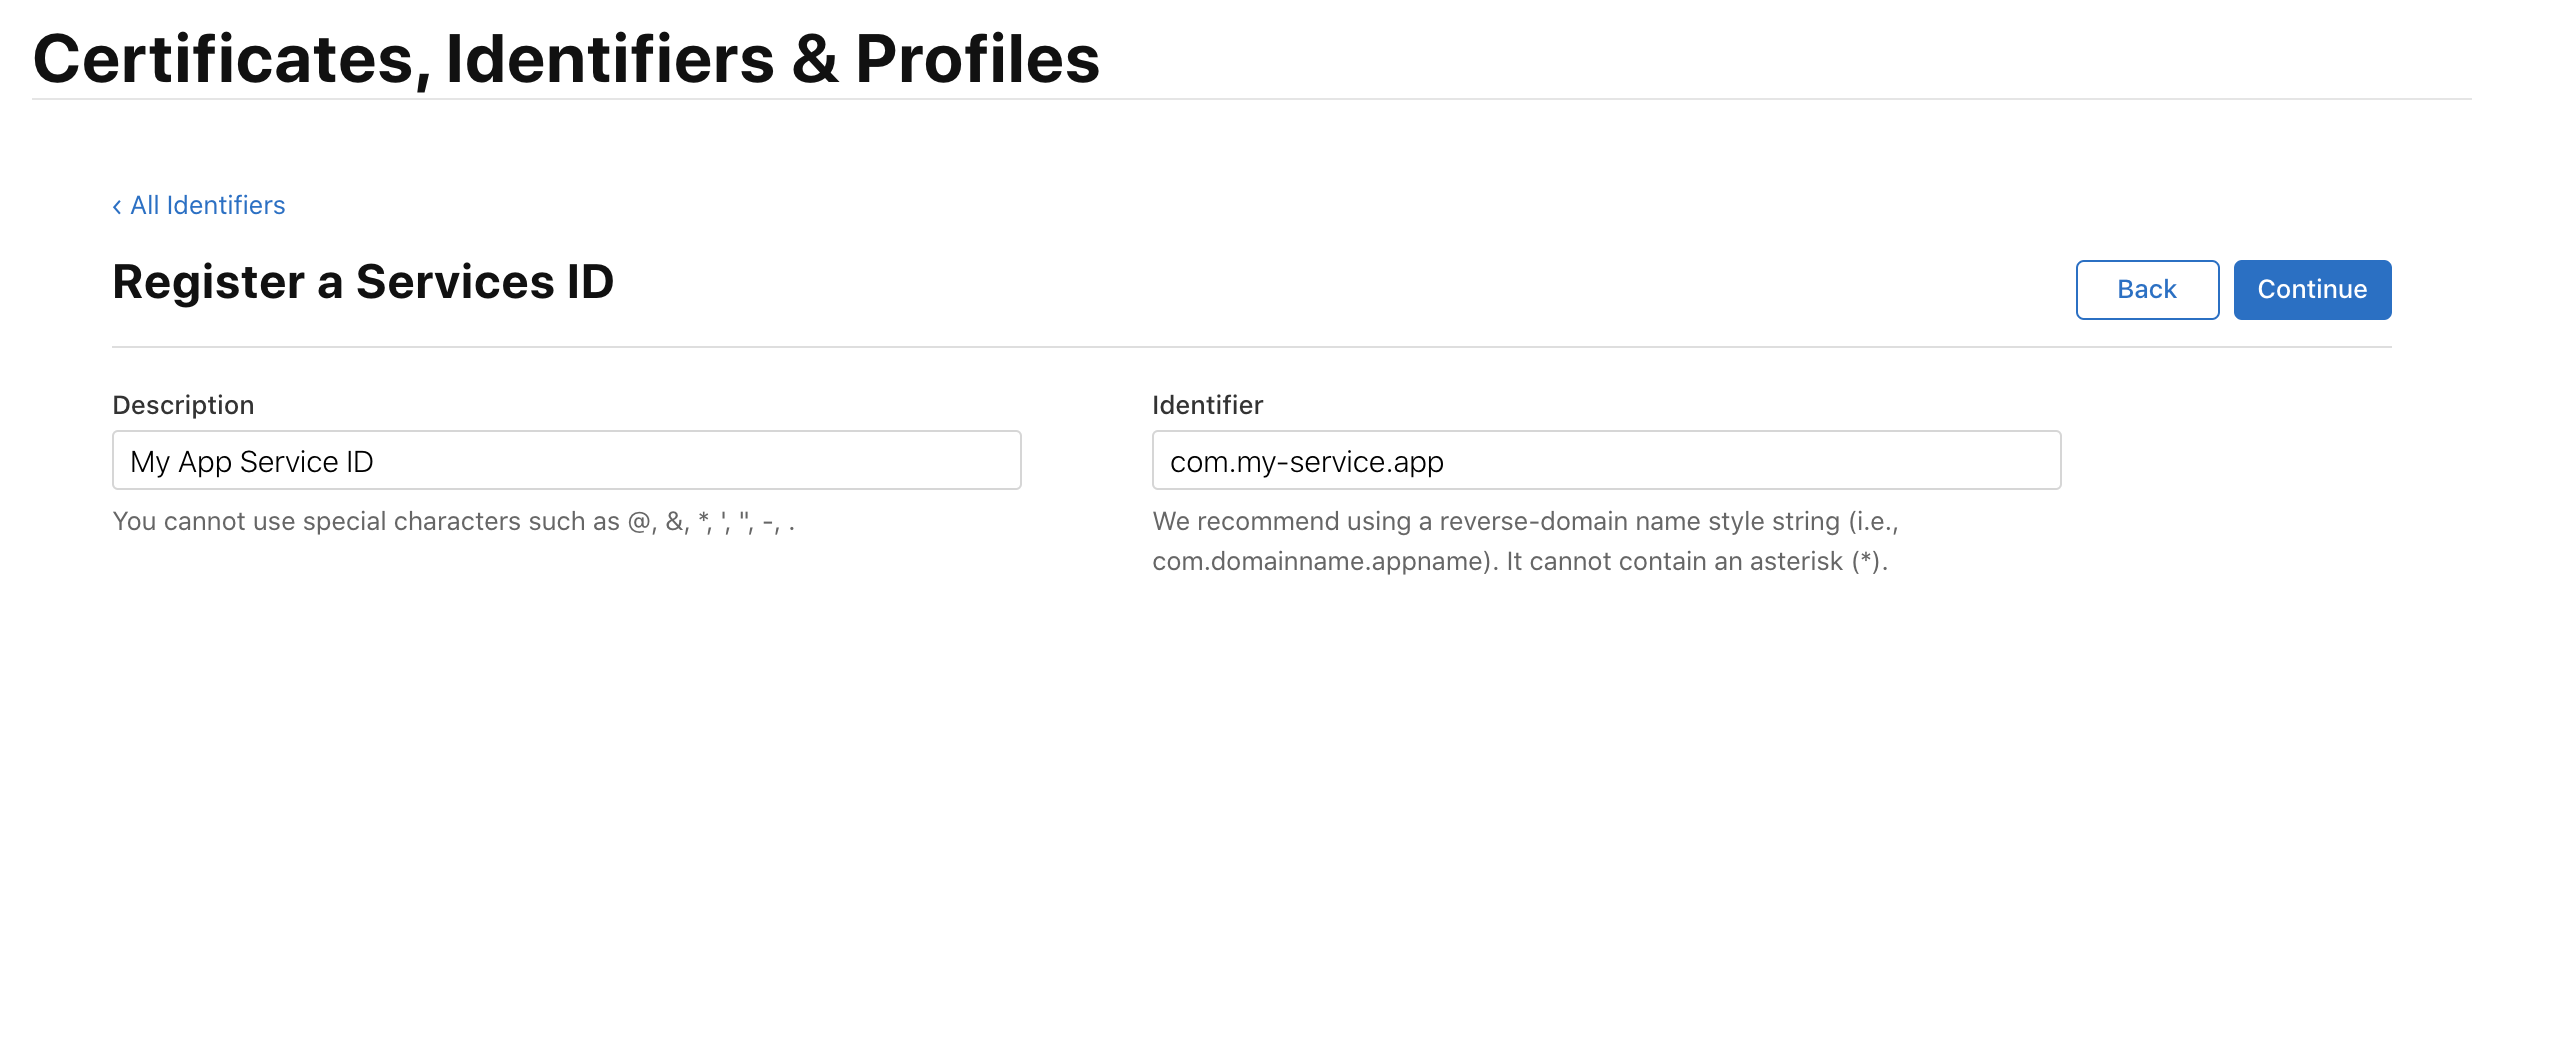 Certificates, Identifiers & Profiles
‹ All Identifiers
Register a Services ID
Back
Continue
Description
My App Service ID
You cannot use special characters such as @, &, *, ', ", -, .
Identifier
com.my-service.app
We recommend using a reverse-domain name style string (i.e.,
com.domainname.appname). It cannot contain an asterisk (*).